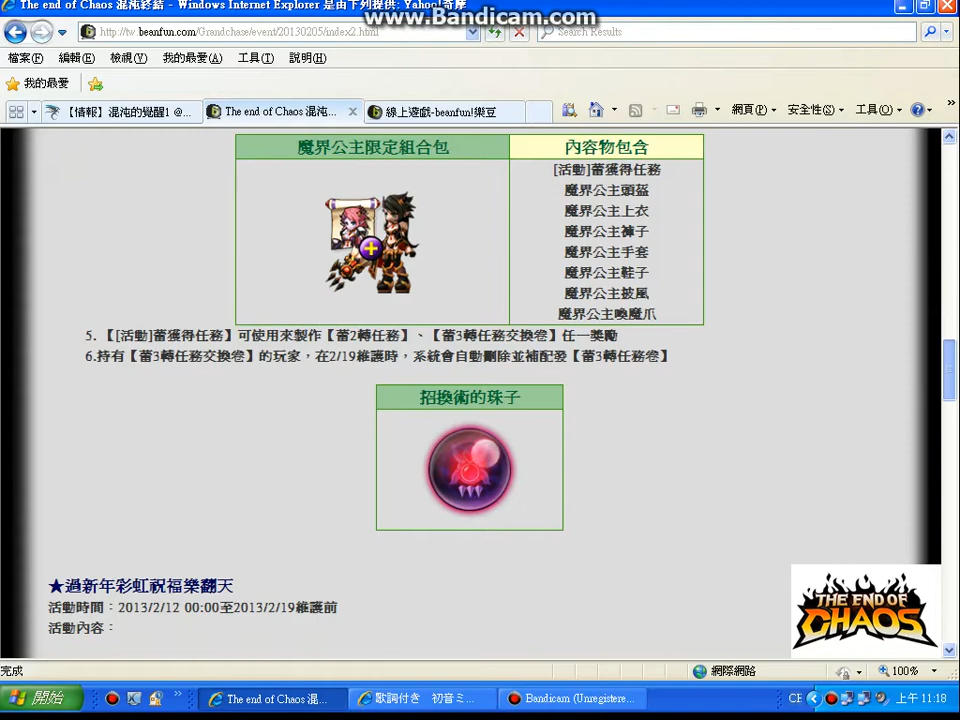 The end of Chaos 混沌終結 - Windows Internet Explorer 是由下列提供: Yahoo!奇摩
www.Bandicam.com
http://tw.beanfun.com/Grandchase/event/20130205/index2.html
Search Results
檔案(F) 編輯(E) 檢視(V) 我的最愛(A) 工具(T) 說明(H)
我的最愛
【情報】混沌的覺醒1 @... The end of Chaos 混沌... 線上遊戲-beanfun!樂豆 網頁(P) 安全性(S) 工具(O)
魔界公主限定組合包 內容物包含
[活動]蕾獲得任務
魔界公主頭盔
魔界公主上衣
魔界公主褲子
魔界公主手套
魔界公主鞋子
魔界公主披風
魔界公主喚魔爪
5. 【[活動]蕾獲得任務】可使用來製作【蕾2轉任務】、【蕾3轉任務交換卷】任一獎勵
6.持有【蕾3轉任務交換卷】的玩家，在2/19維護時，系統會自動刪除並補配發【蕾3轉任務卷】
招換術的珠子
★過新年彩虹祝福樂翻天
活動時間：2013/2/12 00:00至2013/2/19維護前
活動內容：
THE END OF CHAOS
完成 網際網路 100%
開始 The end of Chaos 混... 歌詞付き 初音ミ... Bandicam (Unregistere... CE 上午 11:18